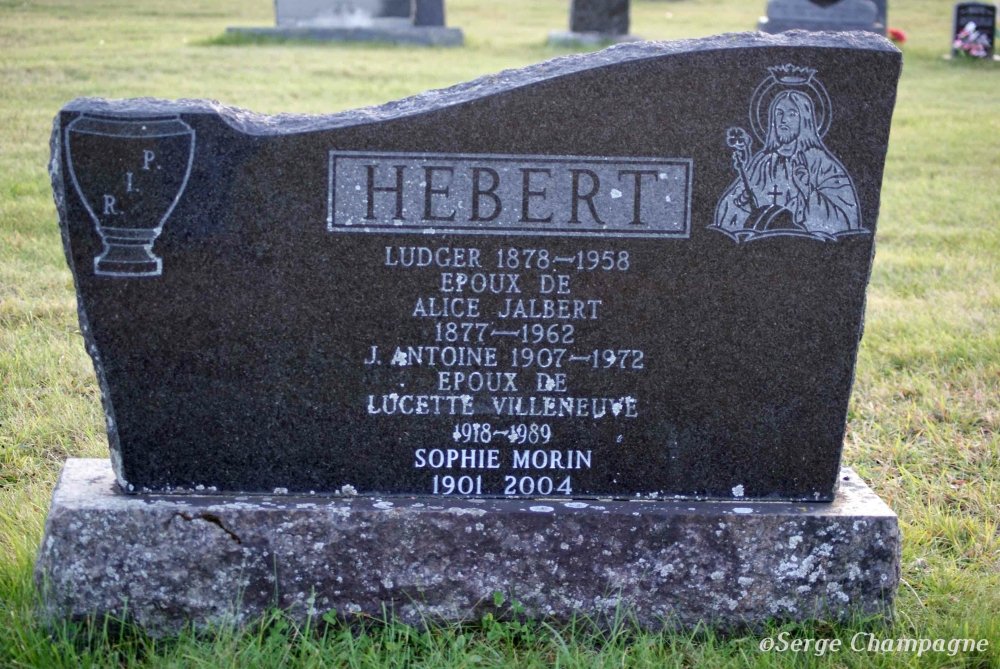 R. I. P.
HEBERT
LUDGER 1878—1958
EPOUX DE
ALICE JALBERT
1877—1962
J. ANTOINE 1907—1972
EPOUX DE
LUCETTE VILLENEUVE
1918—1989
SOPHIE MORIN
1901 2004
©Serge Champagne